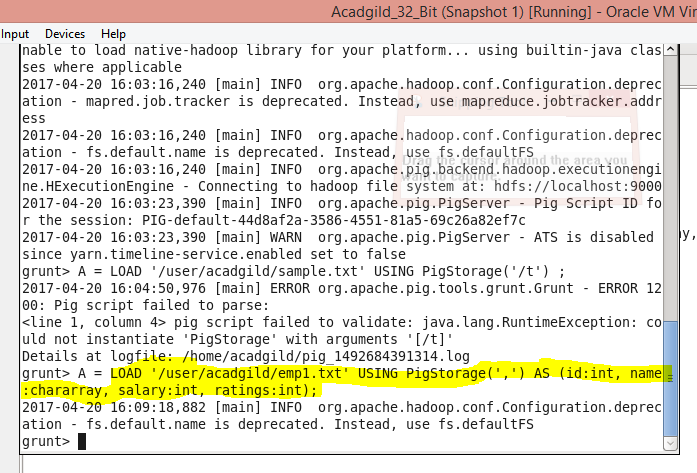 Acadgild_32_Bit (Snapshot 1) [Running] - Oracle VM Vir
Input Devices Help
nable to load native-hadoop library for your platform... using builtin-java clas
ses where applicable
2017-04-20 16:03:16,240 [main] INFO  org.apache.hadoop.conf.Configuration.deprec
ation - mapred.job.tracker is deprecated. Instead, use mapreduce.jobtracker.addr
ess
2017-04-20 16:03:16,240 [main] INFO  org.apache.hadoop.conf.Configuration.deprec
ation - fs.default.name is deprecated. Instead, use fs.defaultFS
2017-04-20 16:03:16,240 [main] INFO  org.apache.pig.backend.hadoop.executionengi
ne.HExecutionEngine - Connecting to hadoop file system at: hdfs://localhost:9000
Drag the cursor around the area you
want to capture.
2017-04-20 16:03:23,390 [main] INFO  org.apache.pig.PigServer - Pig Script ID fo
r the session: PIG-default-44d8af2a-3586-4551-81a5-69c26a82ef7c
2017-04-20 16:03:23,390 [main] WARN  org.apache.pig.PigServer - ATS is disabled
since yarn.timeline-service.enabled set to false
grunt> A = LOAD '/user/acadgild/sample.txt' USING PigStorage('/t') ;
2017-04-20 16:04:50,976 [main] ERROR org.apache.pig.tools.grunt.Grunt - ERROR 12
00: Pig script failed to parse:
<line 1, column 4> pig script failed to validate: java.lang.RuntimeException: co
uld not instantiate 'PigStorage' with arguments '[/t]'
Details at logfile: /home/acadgild/pig_1492684391314.log
grunt> A = LOAD '/user/acadgild/emp1.txt' USING PigStorage(',') AS (id:int, name
:chararray, salary:int, ratings:int);
2017-04-20 16:09:18,882 [main] INFO  org.apache.hadoop.conf.Configuration.deprec
ation - fs.default.name is deprecated. Instead, use fs.defaultFS
grunt>